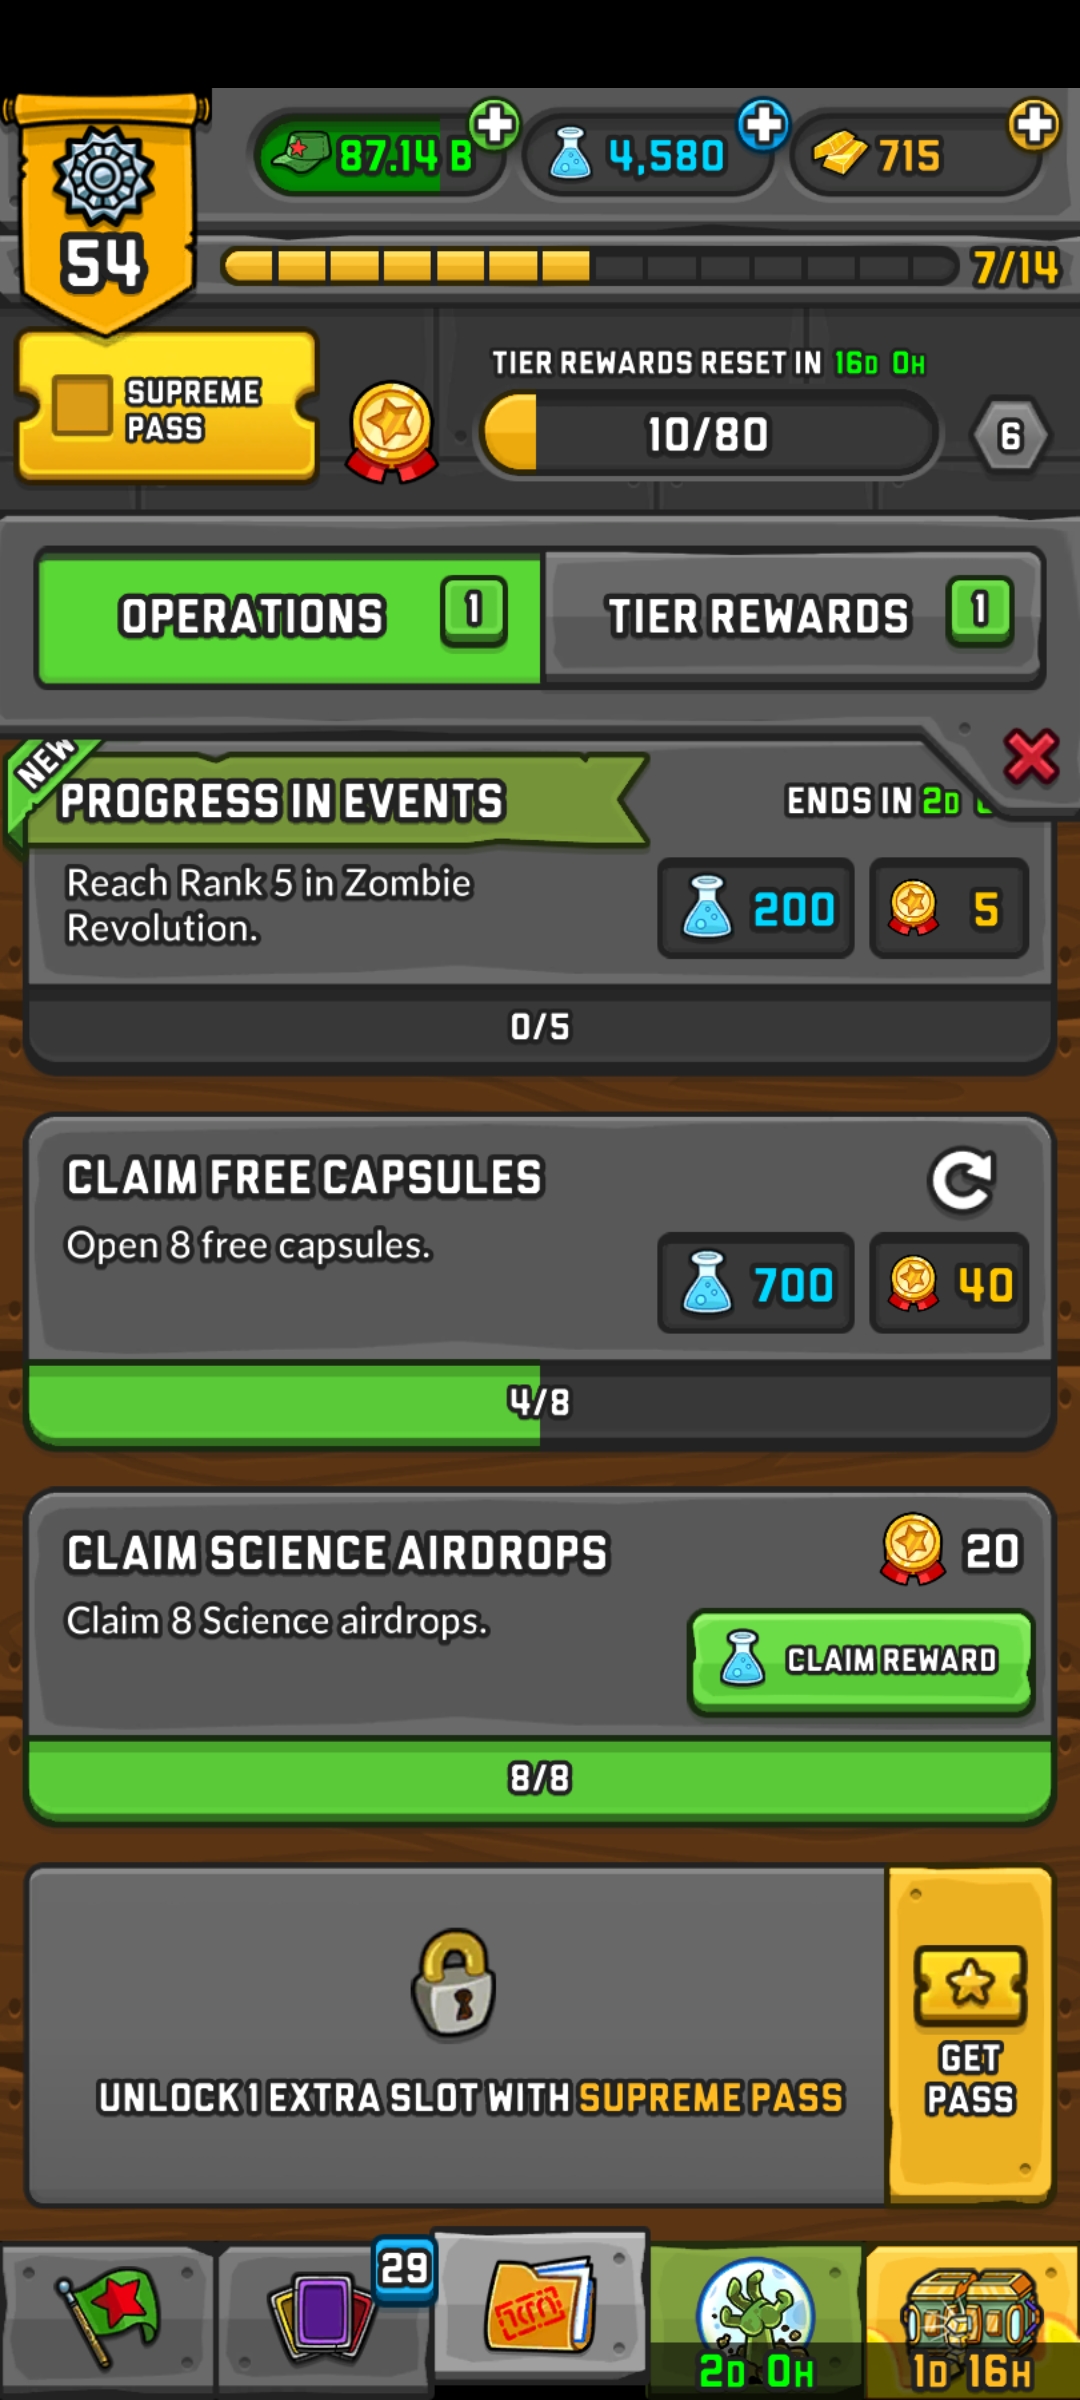 87.14 B
4,580
715
54
7/14
SUPREME
PASS
TIER REWARDS RESET IN 16D 0H
10/80
6
OPERATIONS 1
TIER REWARDS 1
NEW
PROGRESS IN EVENTS
ENDS IN 2D
Reach Rank 5 in Zombie
Revolution.
200
5
0/5
CLAIM FREE CAPSULES
Open 8 free capsules.
700
40
4/8
CLAIM SCIENCE AIRDROPS
20
Claim 8 Science airdrops.
CLAIM REWARD
8/8
UNLOCK 1 EXTRA SLOT WITH SUPREME PASS
GET
PASS
29
2D 0H
1D 16H